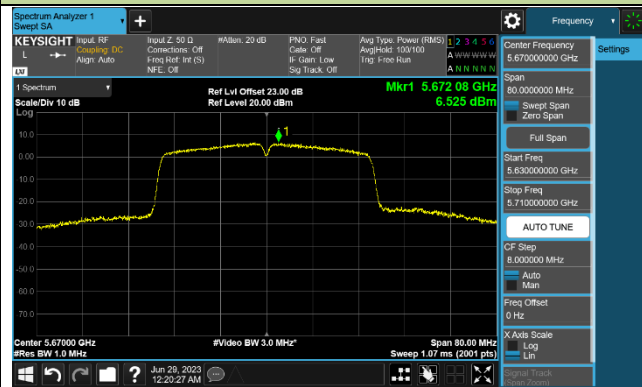 Spectrum Analyzer 1
Swept SA
+
Frequency
KEYSIGHT
L
LXI
Input: RF
Coupling: DC
Align: Auto
Input Z: 50 Ω
Corrections: Off
Freq Ref: Int (S)
NFE: Off
#Atten: 20 dB
PNO: Fast
Gate: Off
IF Gain: Low
Sig Track: Off
Avg Type: Power (RMS)
Avg|Hold: 100/100
Trig: Free Run
1 2 3 4 5 6
A W W W W W
A N N N N N
1 Spectrum
Scale/Div 10 dB
Log
Ref Lvl Offset 23.00 dB
Ref Level 20.00 dBm
Mkr1 5.672 08 GHz
6.525 dBm
1
10.0
0.00
-10.0
-20.0
-30.0
-40.0
-50.0
-60.0
-70.0
Center 5.67000 GHz
#Res BW 1.0 MHz
#Video BW 3.0 MHz*
Span 80.00 MHz
Sweep 1.07 ms (2001 pts)
Center Frequency
5.670000000 GHz
Span
80.0000000 MHz
Swept Span
Zero Span
Full Span
Start Freq
5.630000000 GHz
Stop Freq
5.710000000 GHz
AUTO TUNE
CF Step
8.000000 MHz
Auto
Man
Freq Offset
0 Hz
X Axis Scale
Log
Lin
Signal Track
(Span Zoom)
Settings
?
Jun 29, 2023
12:20:27 AM